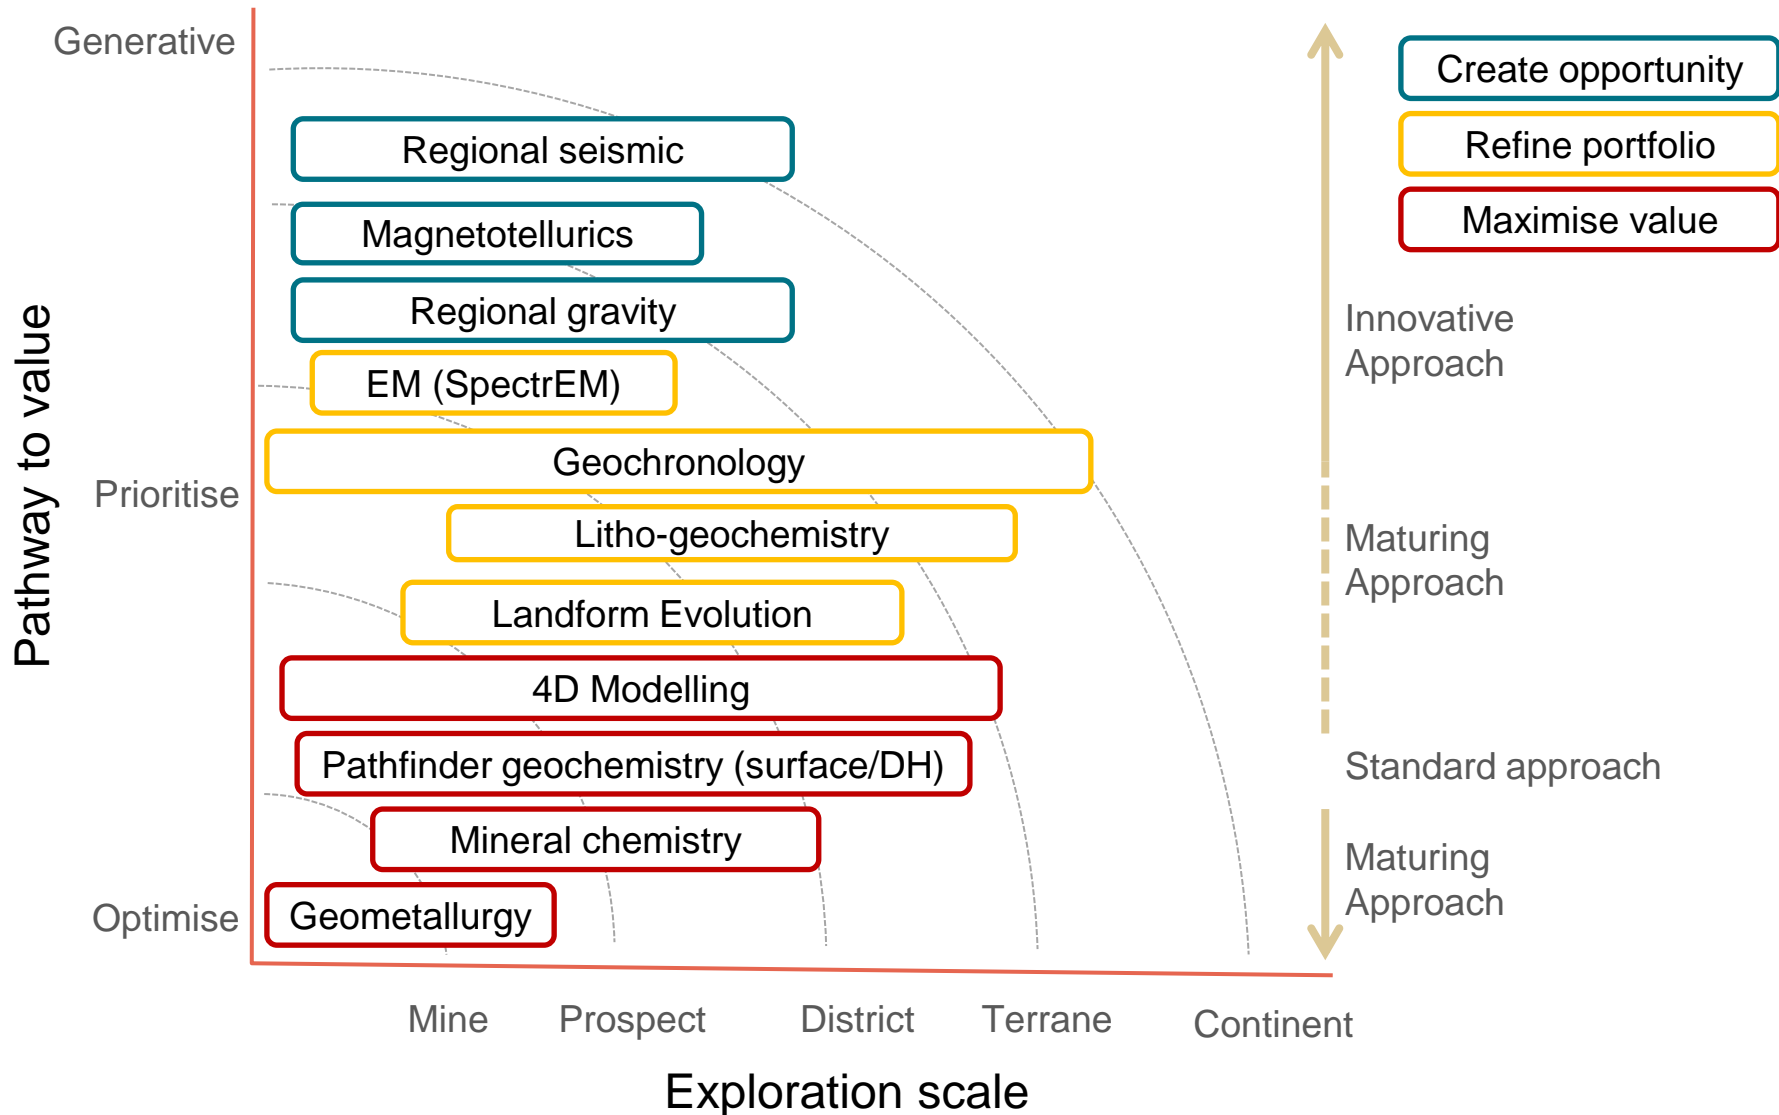 Generative
Create opportunity
Refine portfolio
Maximise value
Regional seismic
Magnetotellurics
Regional gravity
EM (SpectrEM)
Geochronology
Litho-geochemistry
Landform Evolution
4D Modelling
Pathfinder geochemistry (surface/DH)
Mineral chemistry
Geometallurgy
Pathway to value
Prioritise
Optimise
Innovative
Approach
Maturing
Approach
Standard approach
Maturing
Approach
Mine
Prospect
District
Terrane
Continent
Exploration scale